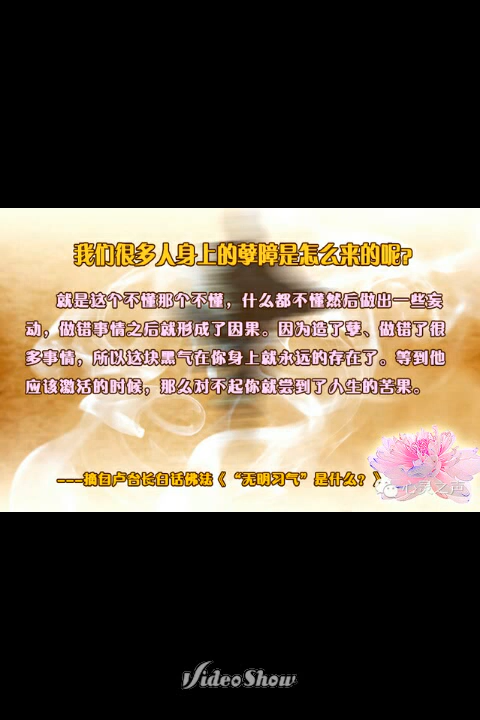 我们很多人身上的孽障是怎么来的呢?
就是这个不懂那个不懂，什么都不懂然后做出一些妄
动，做错事情之后就形成了因果。因为造了孽、做错了很
多事情，所以这块黑气在你身上就永远的存在了。等到他
应该激活的时候，那么对不起你就尝到了人生的苦果。
---摘自卢台长白话佛法《“无明习气”是什么？》
心灵之声
VideoShow